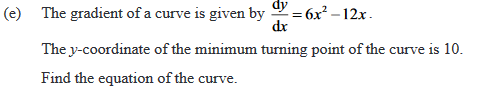 (e) The gradient of a curve is given by dy/dx = 6x² – 12x.
The y-coordinate of the minimum turning point of the curve is 10.
Find the equation of the curve.